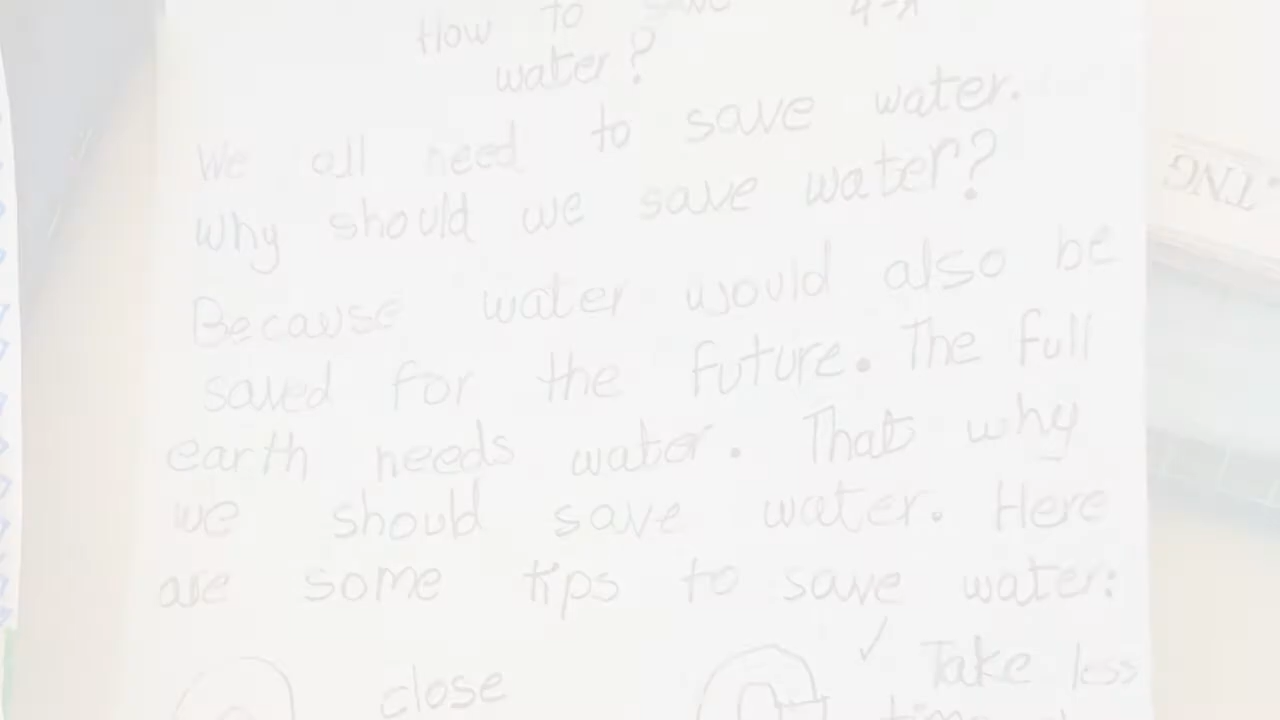 How to save 4-A
water?
We all need to save water.
Why should we save water?
Because water would also be
saved for the future. The full
earth needs water. That why
we should save water. Here
are some tips to save water:
close
✓ Take less
time